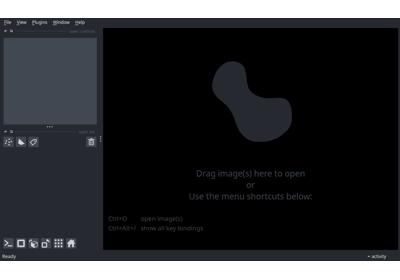 File View Plugins Window Help
layer controls
layer list
Drag image(s) here to open
or
Use the menu shortcuts below:
Ctrl+O open image(s)
Ctrl+Alt+/ show all key bindings
Ready
activity